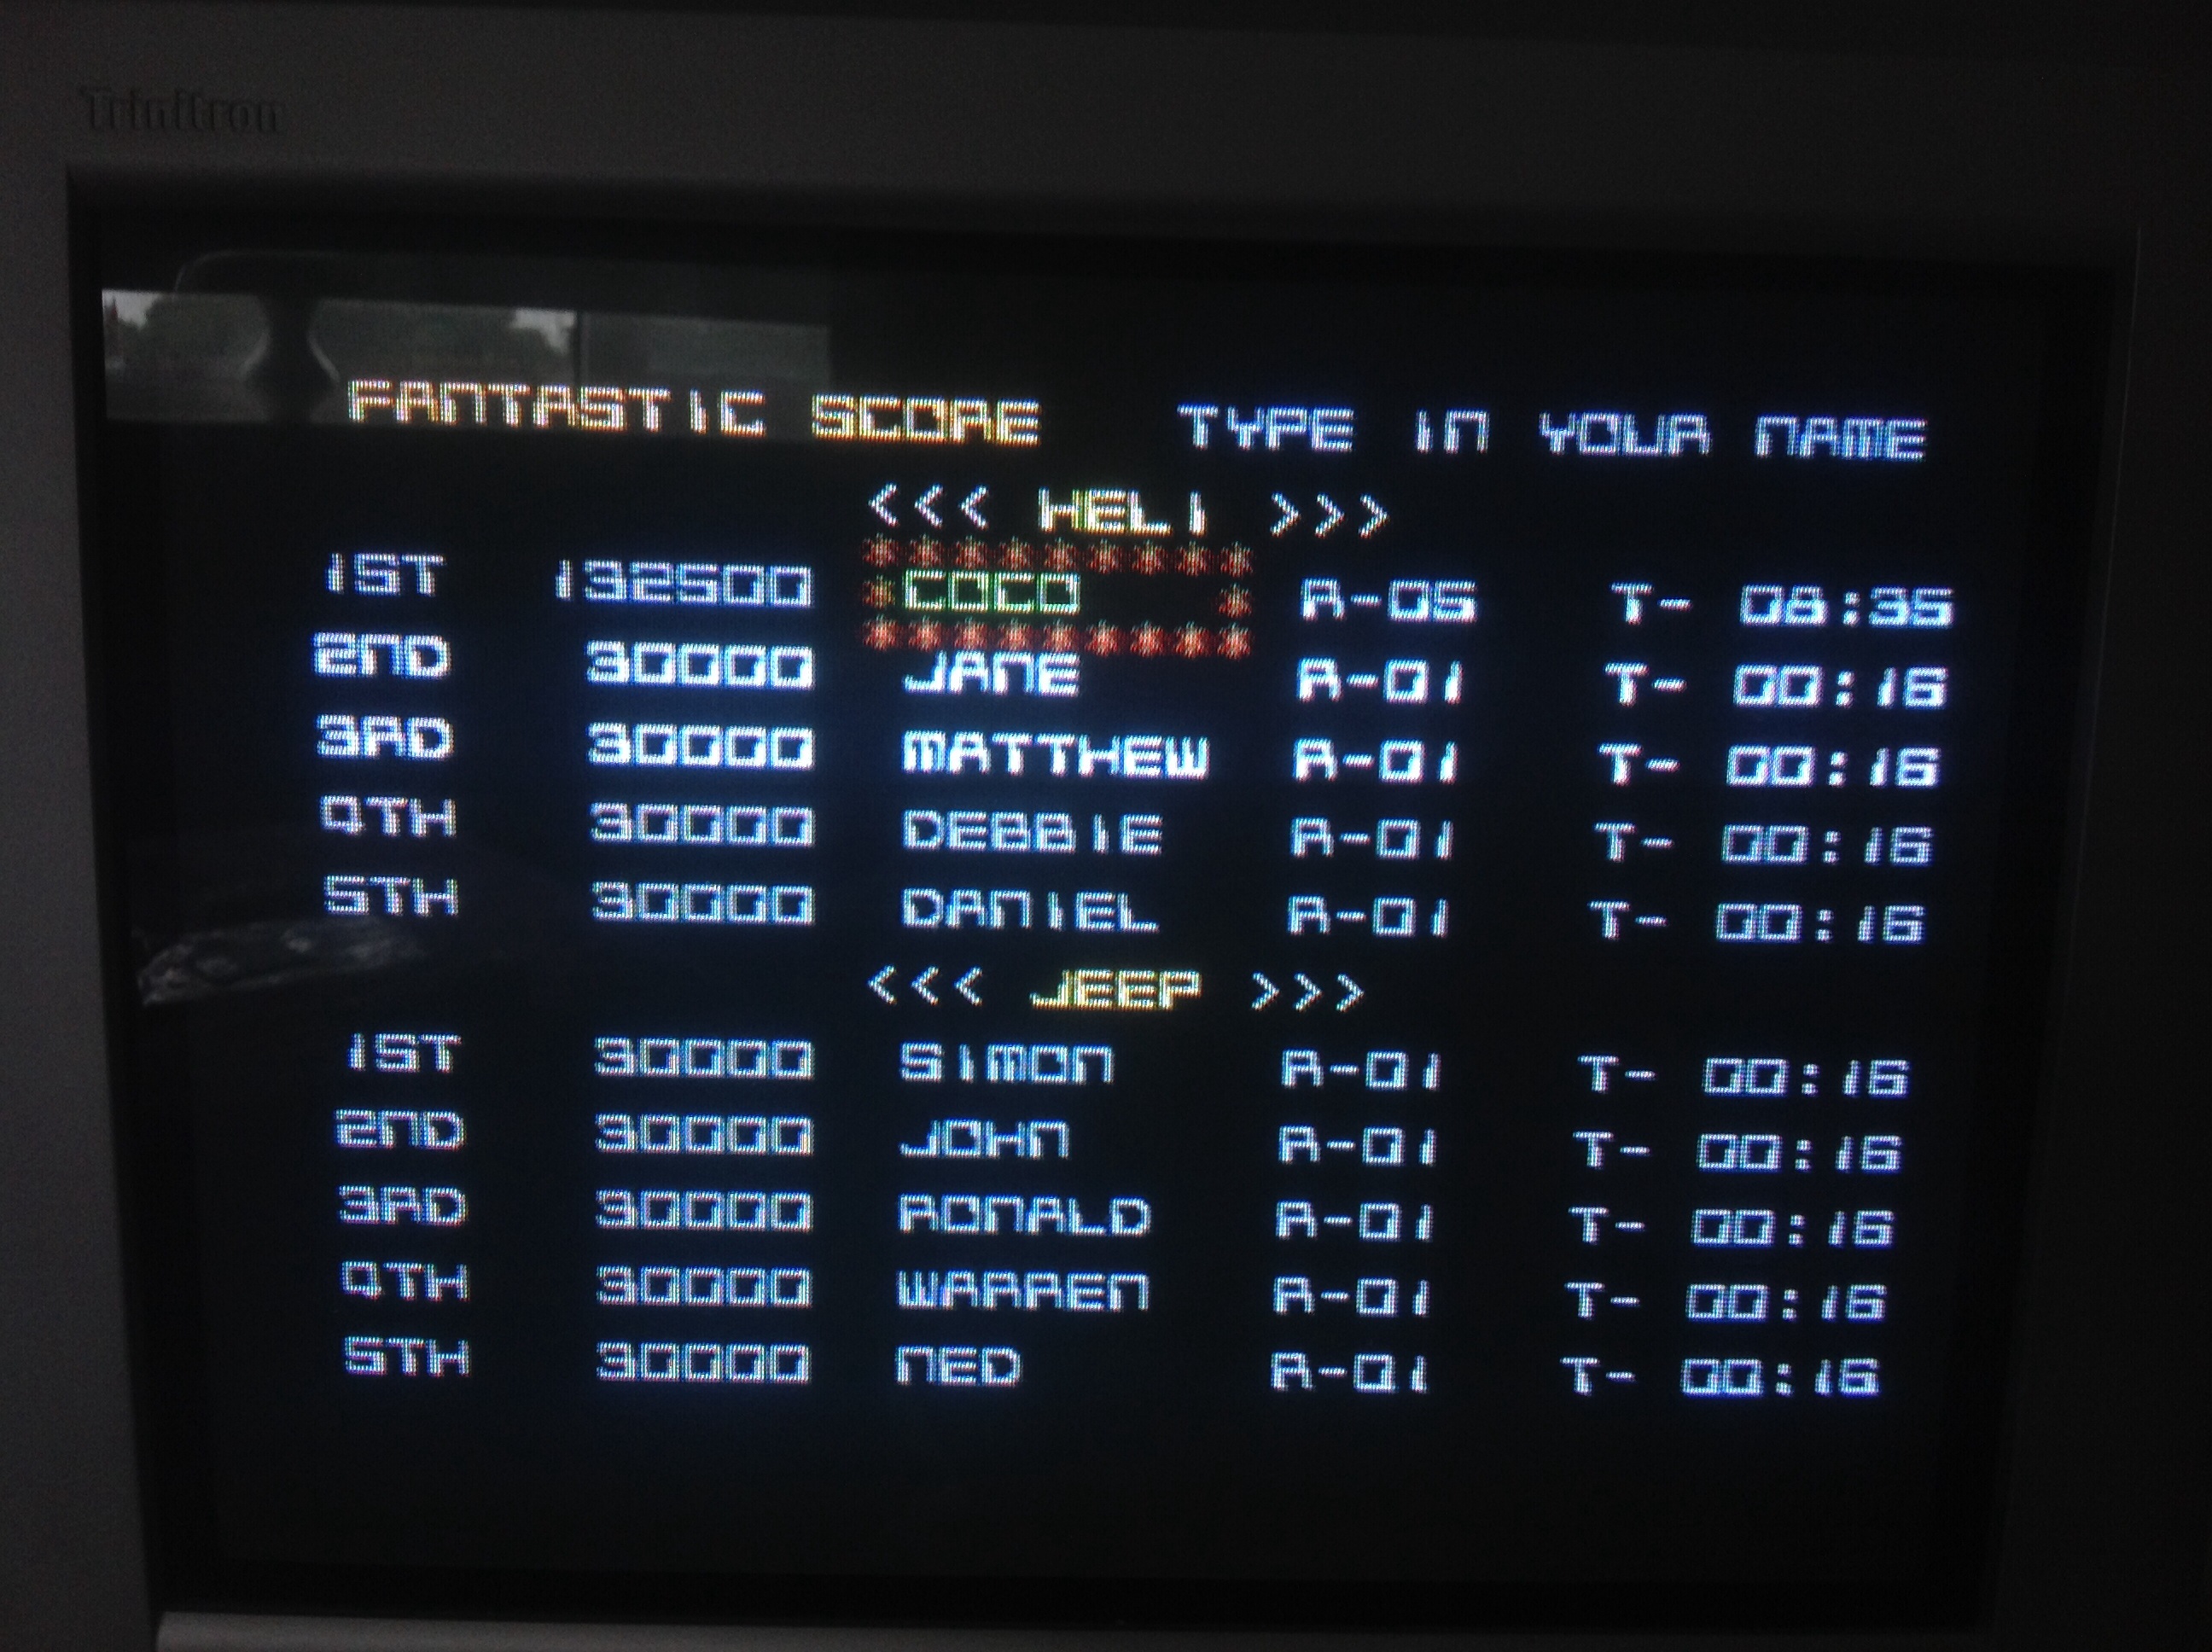 Trinitron
FANTASTIC SCORE TYPE IN YOUR NAME
<<< HELI >>>
1ST 132500 COCO R-05 T- 08:35
2ND 30000 JANE R-01 T- 00:16
3RD 30000 MATTHEW R-01 T- 00:16
4TH 30000 DEBBIE R-01 T- 00:16
5TH 30000 DANIEL R-01 T- 00:16
<<< JEEP >>>
1ST 30000 SIMON R-01 T- 00:16
2ND 30000 JOHN R-01 T- 00:16
3RD 30000 RONALD R-01 T- 00:16
4TH 30000 WARREN R-01 T- 00:16
5TH 30000 NED R-01 T- 00:16